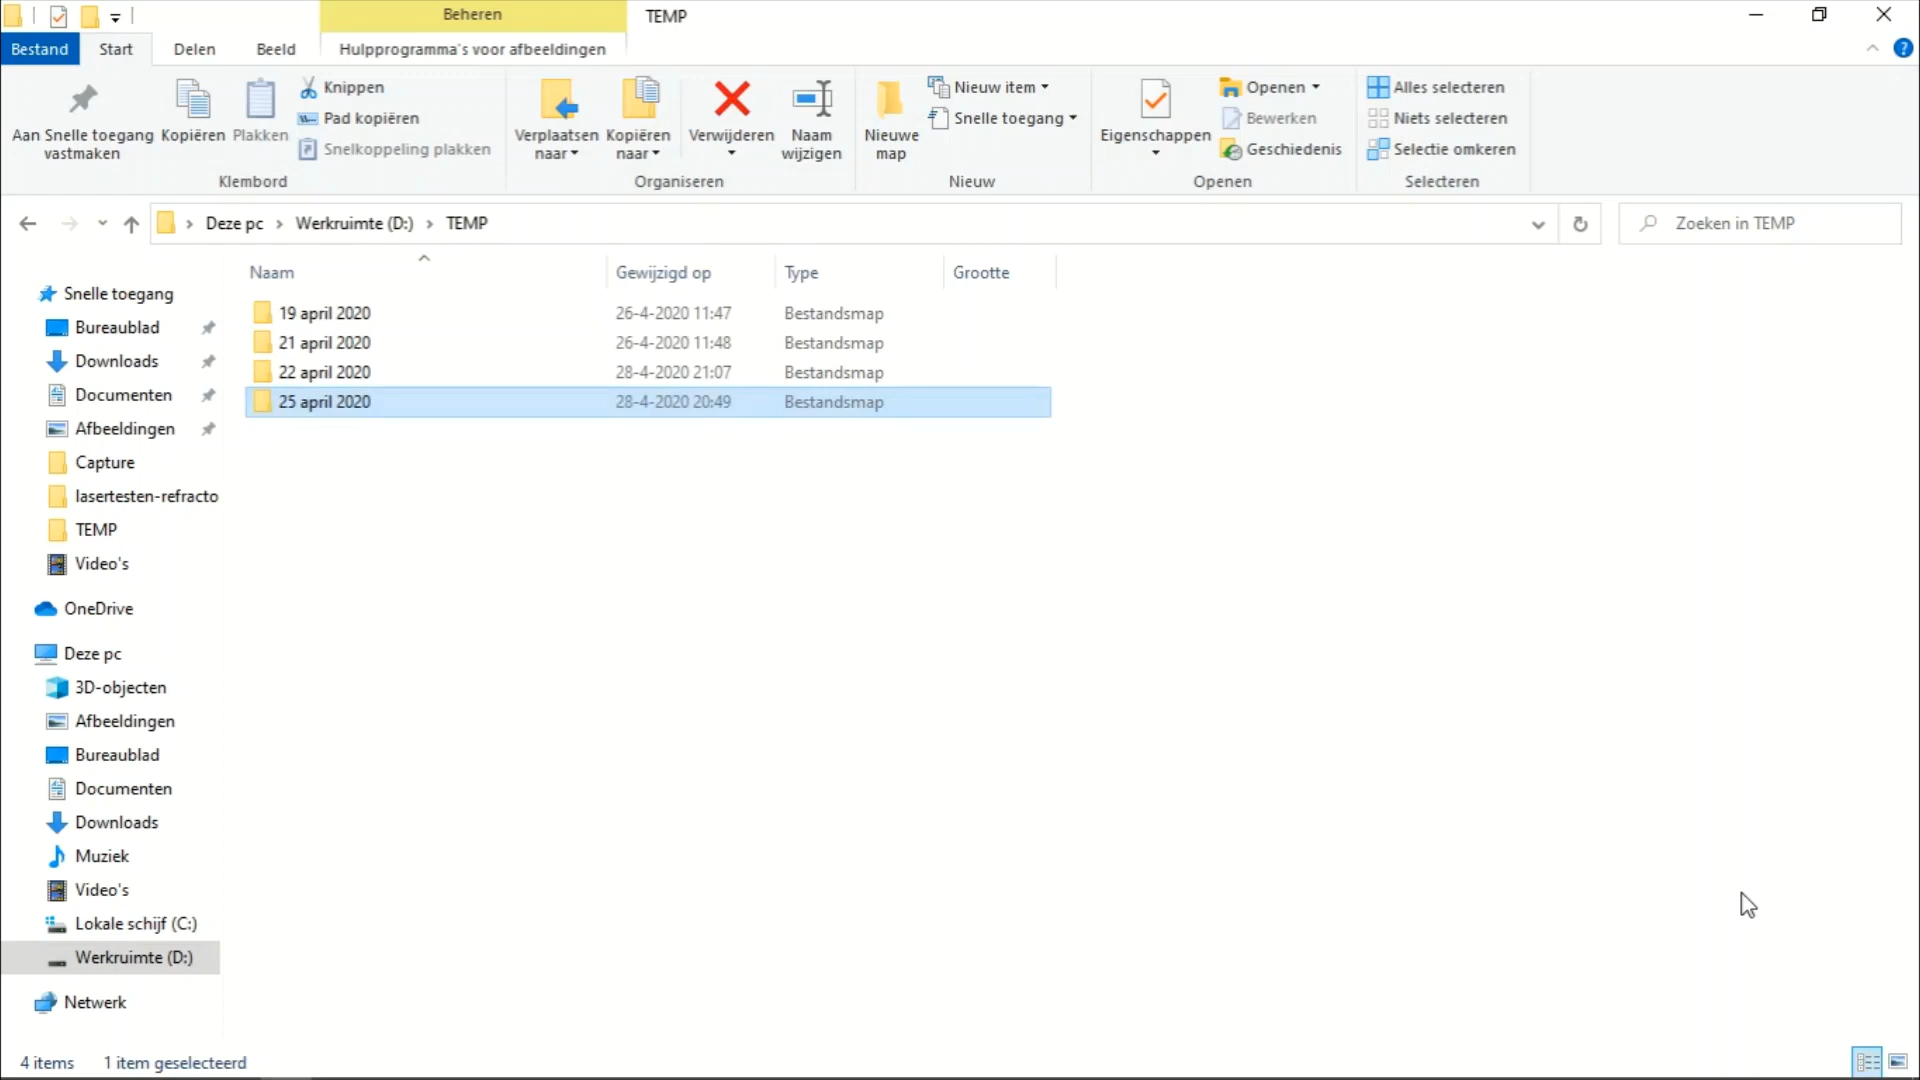 Beheren
TEMP
Bestand Start Delen Beeld Hulpprogramma's voor afbeeldingen
Aan Snelle toegang vastmaken
Kopiëren
Plakken
Knippen
Pad kopiëren
Snelkoppeling plakken
Klembord
Verplaatsen naar
Kopiëren naar
Verwijderen
Naam wijzigen
Organiseren
Nieuwe map
Nieuw item
Snelle toegang
Nieuw
Eigenschappen
Openen
Bewerken
Geschiedenis
Openen
Alles selecteren
Niets selecteren
Selectie omkeren
Selecteren
Deze pc > Werkruimte (D:) > TEMP
Zoeken in TEMP
Snelle toegang
Bureaublad
Downloads
Documenten
Afbeeldingen
Capture
lasertesten-refracto
TEMP
Video's
OneDrive
Deze pc
3D-objecten
Afbeeldingen
Bureaublad
Documenten
Downloads
Muziek
Video's
Lokale schijf (C:)
Werkruimte (D:)
Netwerk
Naam Gewijzigd op Type Grootte
19 april 2020 26-4-2020 11:47 Bestandsmap
21 april 2020 26-4-2020 11:48 Bestandsmap
22 april 2020 28-4-2020 21:07 Bestandsmap
25 april 2020 28-4-2020 20:49 Bestandsmap
4 items 1 item geselecteerd